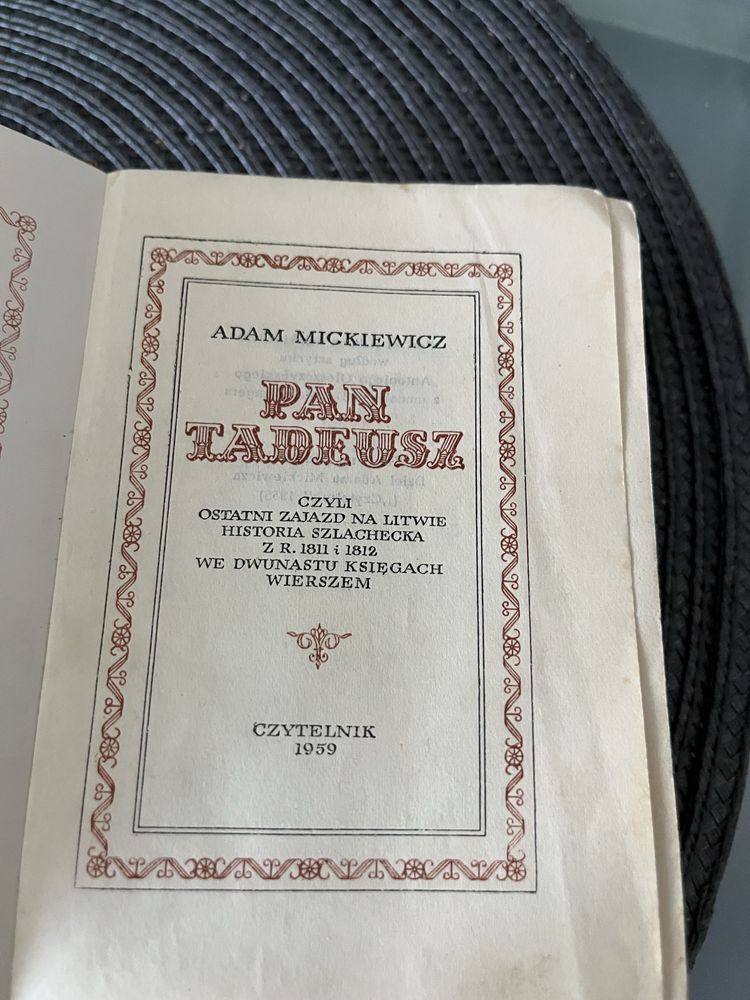 ADAM MICKIEWICZ
PAN
TADEUSZ
CZYLI
OSTATNI ZAJAZD NA LITWIE
HISTORIA SZLACHECKA
Z R. 1811 i 1812
WE DWUNASTU KSIĘGACH
WIERSZEM
CZYTELNIK
1959